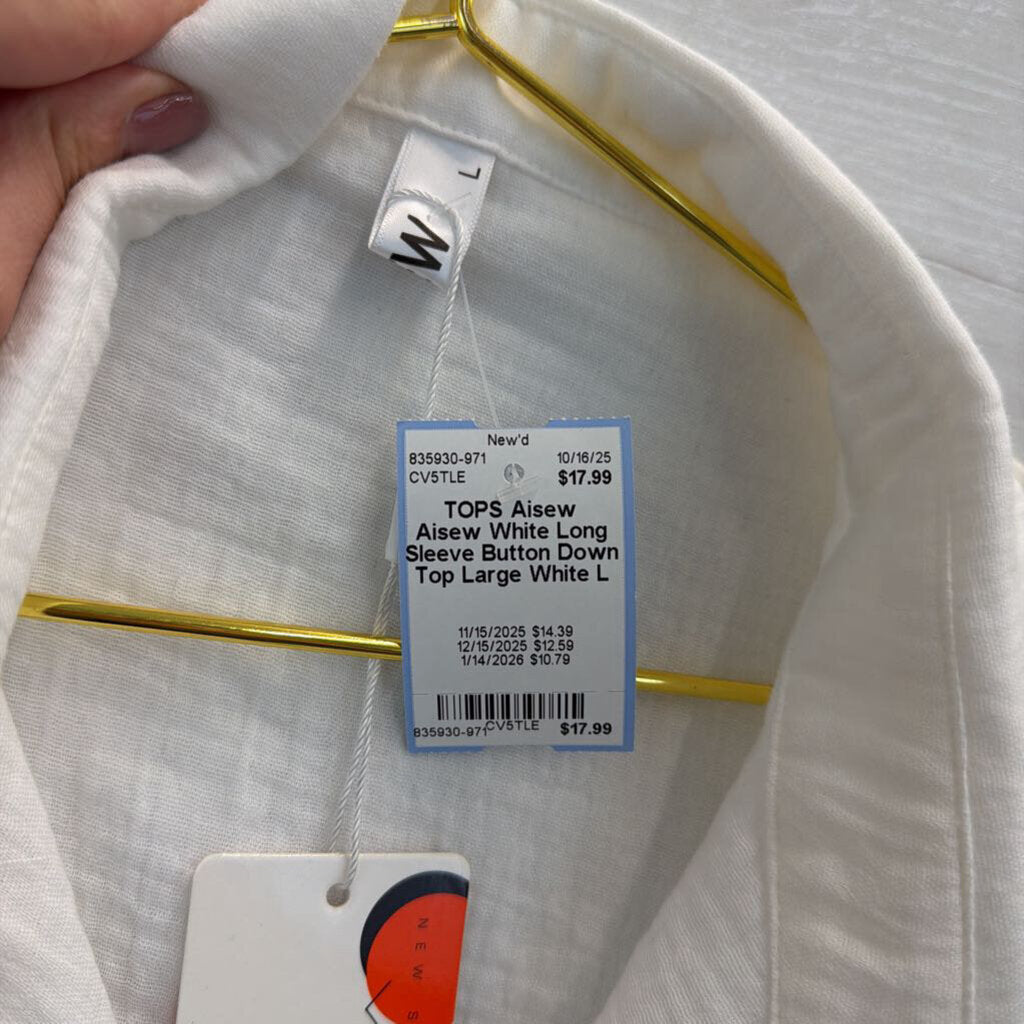 L
W
New'd
835930-971 10/16/25
CV5TLE $17.99
TOPS Aisew
Aisew White Long
Sleeve Button Down
Top Large White L
11/15/2025 $14.39
12/15/2025 $12.59
1/14/2026 $10.79
835930-971 CV5TLE $17.99
NEWS